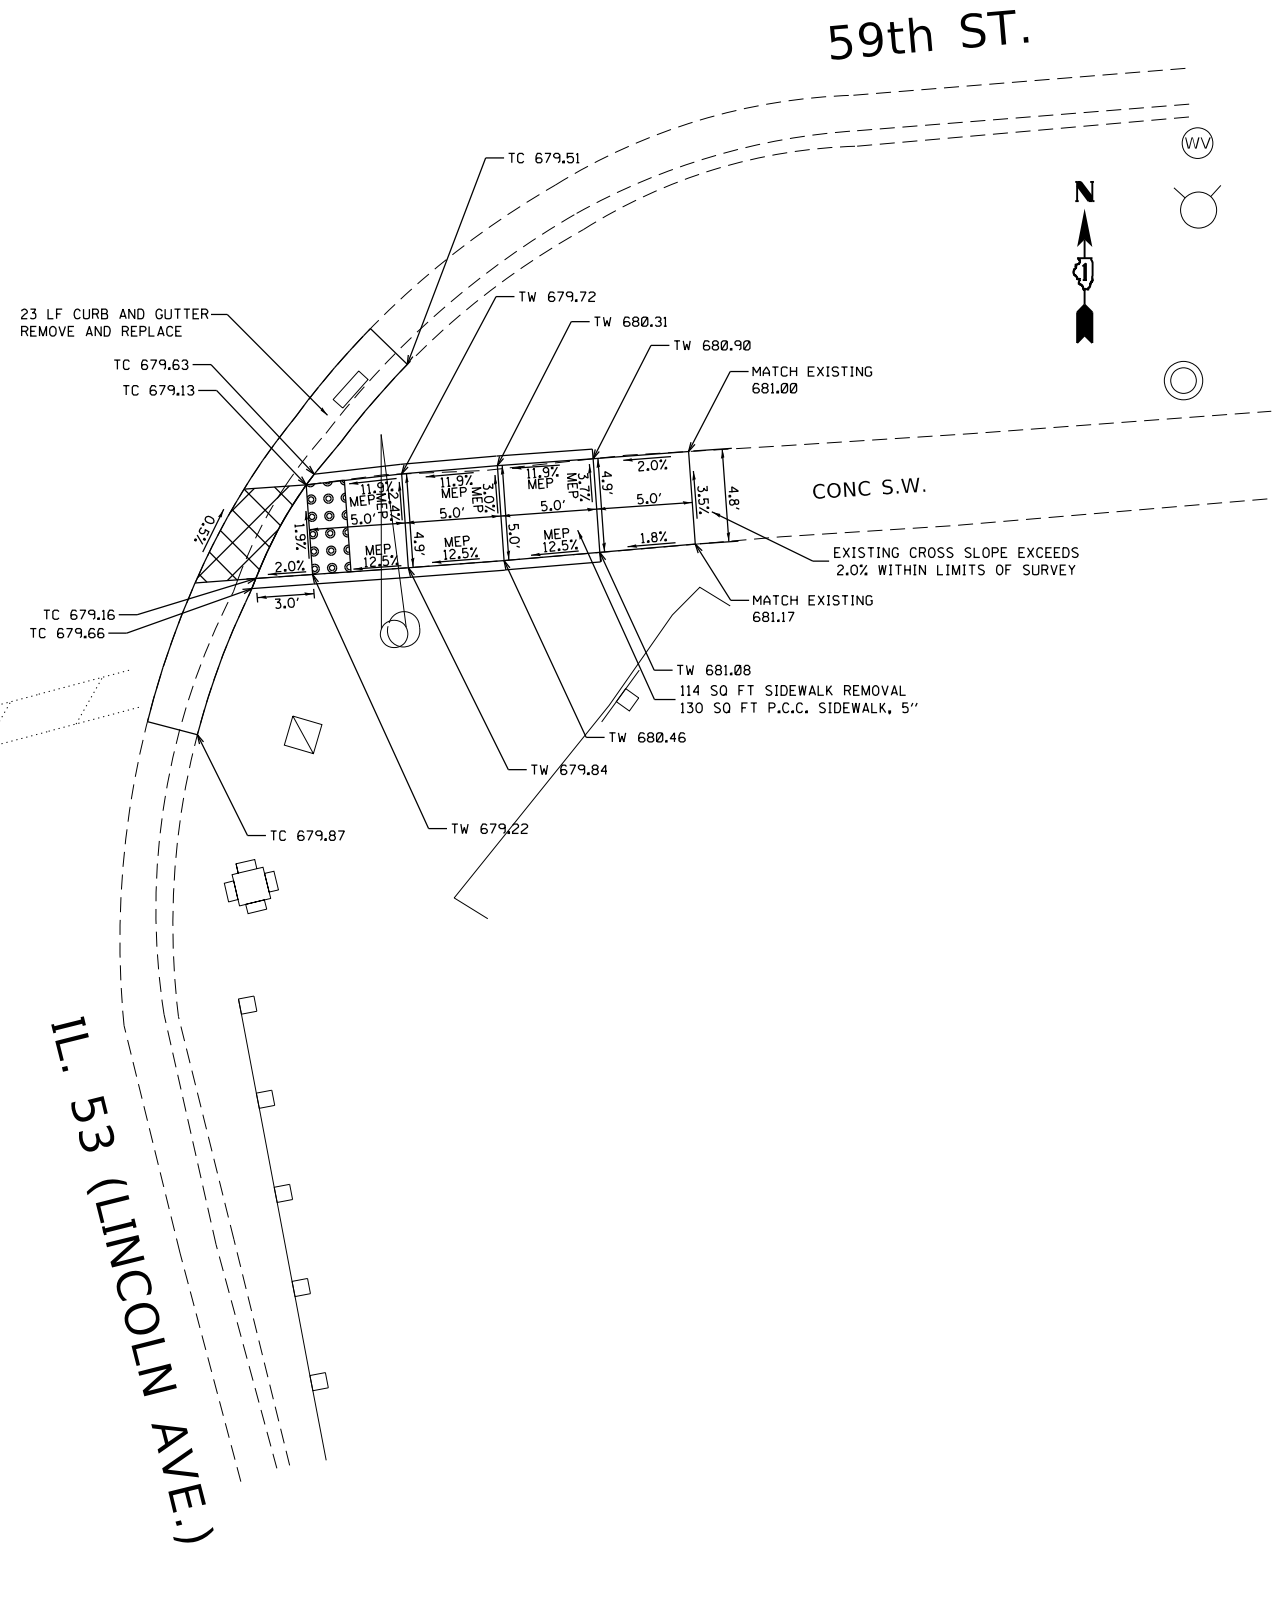 59th ST.
WV
N
1
TC 679.51
TW 679.72
TW 680.31
TW 680.90
MATCH EXISTING
681.00
23 LF CURB AND GUTTER
REMOVE AND REPLACE
TC 679.63
TC 679.13
CONC S.W.
0.5%
1.9%
2.0%
3.0'
11.9%
MEP
2.4%
MEP
5.0'
MEP
12.5%
4.9'
11.9%
MEP
3.0%
MEP
5.0'
MEP
12.5%
5.0'
11.9%
MEP
3.7%
MEP
5.0'
MEP
12.5%
4.9'
2.0%
5.0'
1.8%
3.5%
4.8'
EXISTING CROSS SLOPE EXCEEDS
2.0% WITHIN LIMITS OF SURVEY
MATCH EXISTING
681.17
TC 679.16
TC 679.66
TW 681.08
114 SQ FT SIDEWALK REMOVAL
130 SQ FT P.C.C. SIDEWALK, 5"
TW 680.46
TW 679.84
TW 679.22
TC 679.87
IL. 53 (LINCOLN AVE.)